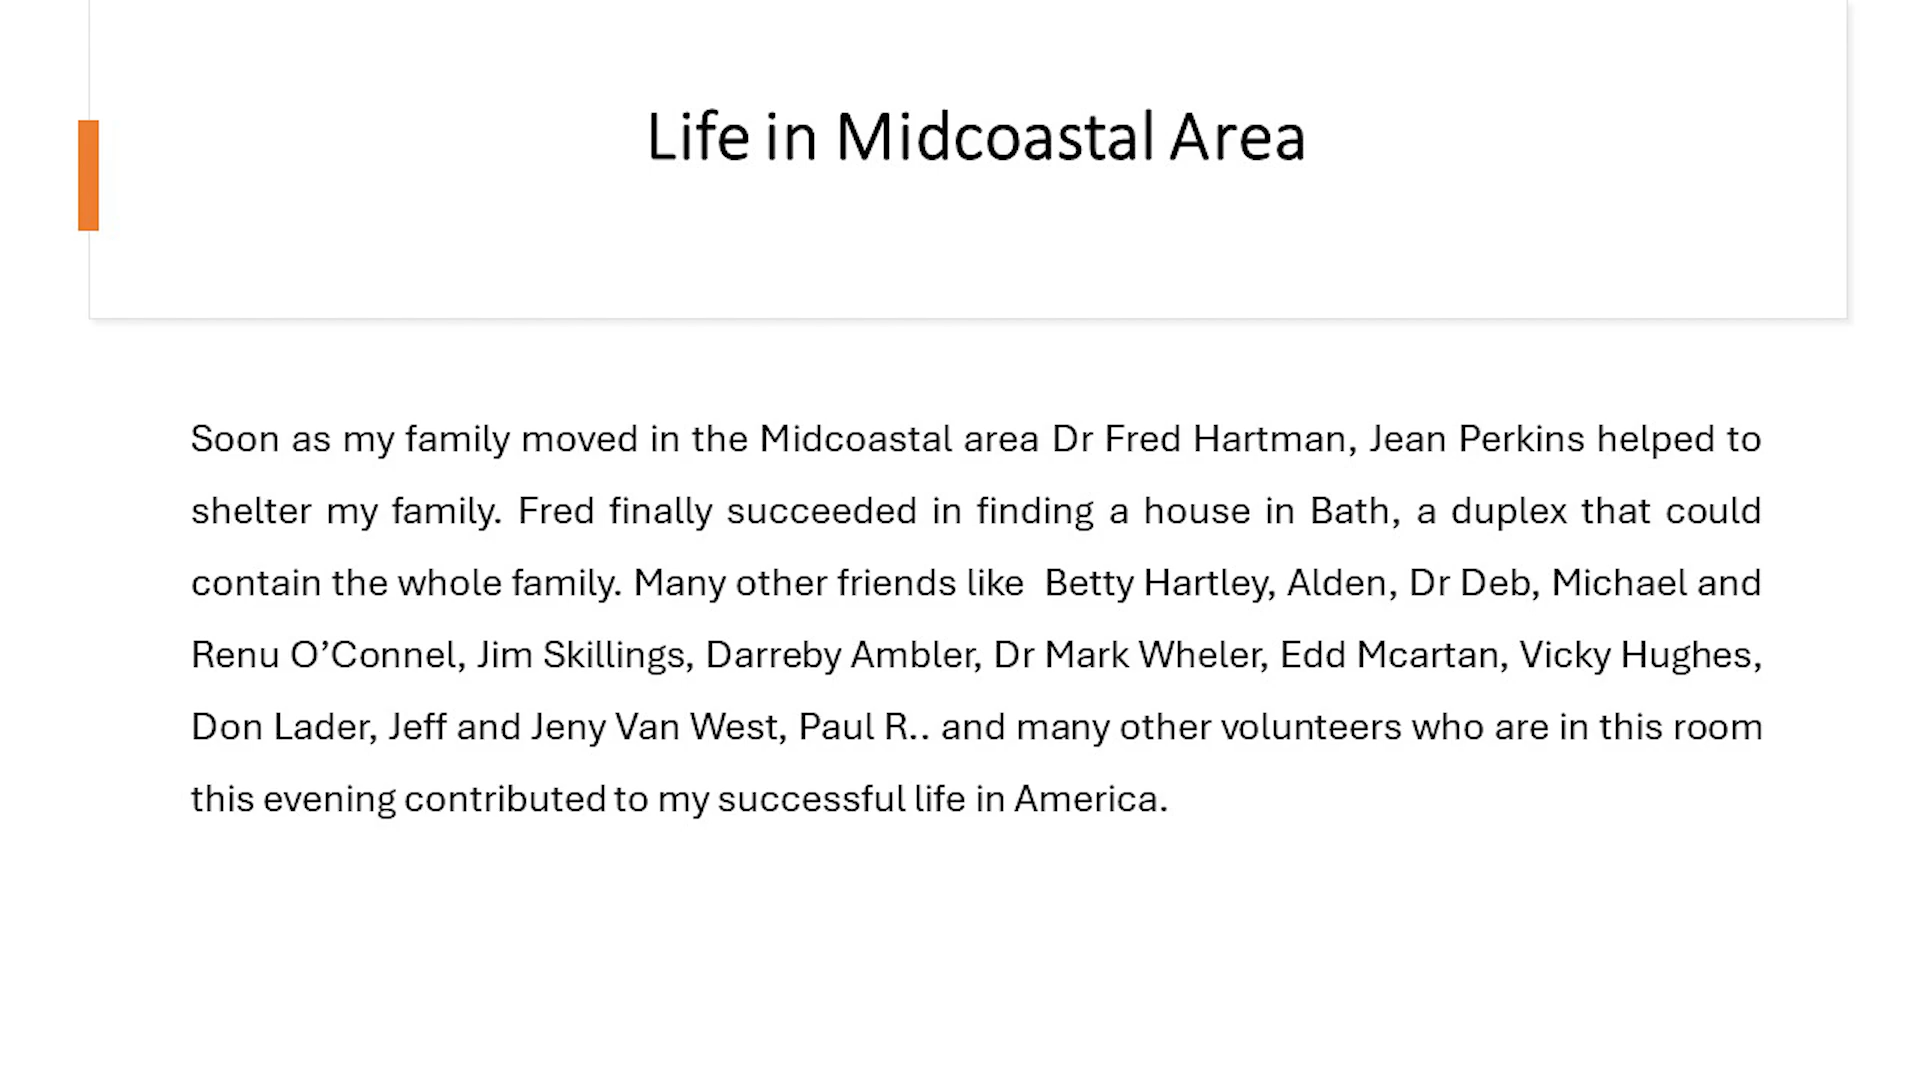 Life in Midcoastal Area
Soon as my family moved in the Midcoastal area Dr Fred Hartman, Jean Perkins helped to
shelter my family. Fred finally succeeded in finding a house in Bath, a duplex that could
contain the whole family. Many other friends like  Betty Hartley, Alden, Dr Deb, Michael and
Renu O’Connel, Jim Skillings, Darreby Ambler, Dr Mark Wheler, Edd Mcartan, Vicky Hughes,
Don Lader, Jeff and Jeny Van West, Paul R.. and many other volunteers who are in this room
this evening contributed to my successful life in America.